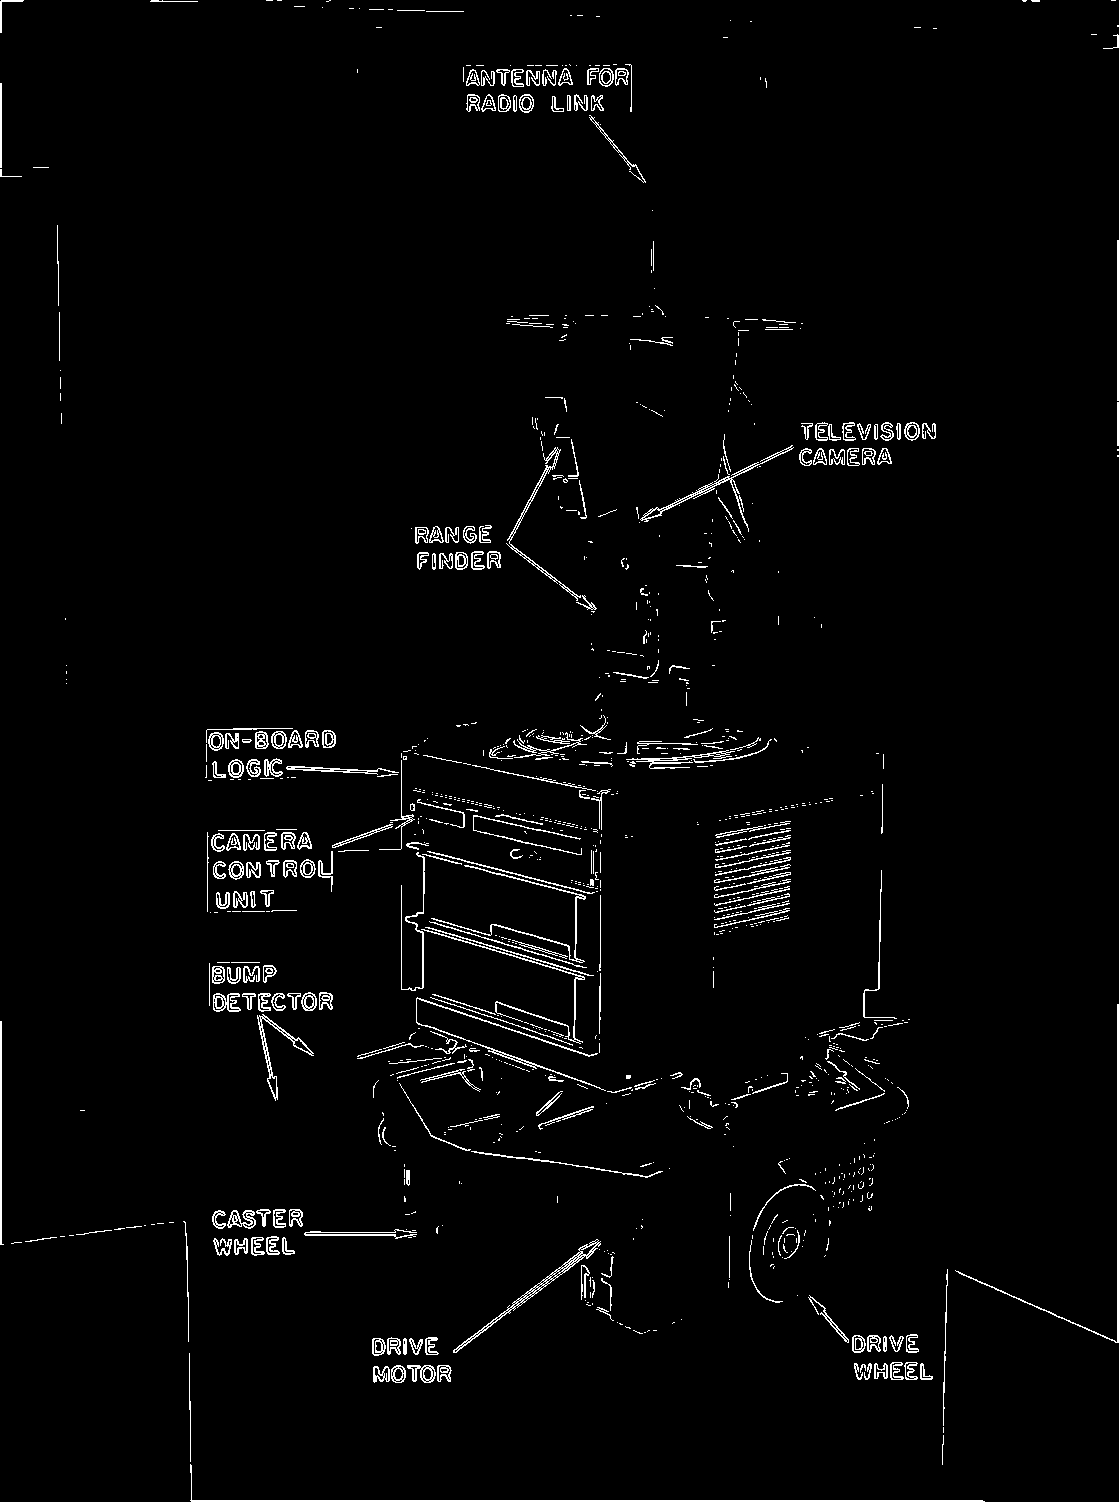 ANTENNA FOR
RADIO LINK
TELEVISION
CAMERA
RANGE
FINDER
ON-BOARD
LOGIC
CAMERA
CONTROL
UNIT
BUMP
DETECTOR
CASTER
WHEEL
DRIVE
MOTOR
DRIVE
WHEEL